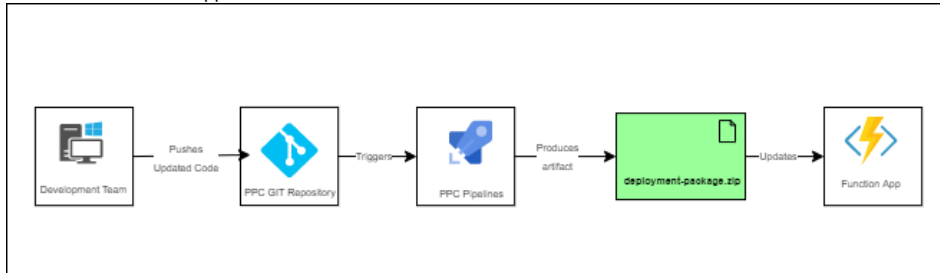 Pushes
Updated Code
Triggers
Produces
artifact
Updates
Development Team
PPC GIT Repository
PPC Pipelines
deployment-package.zip
Function App